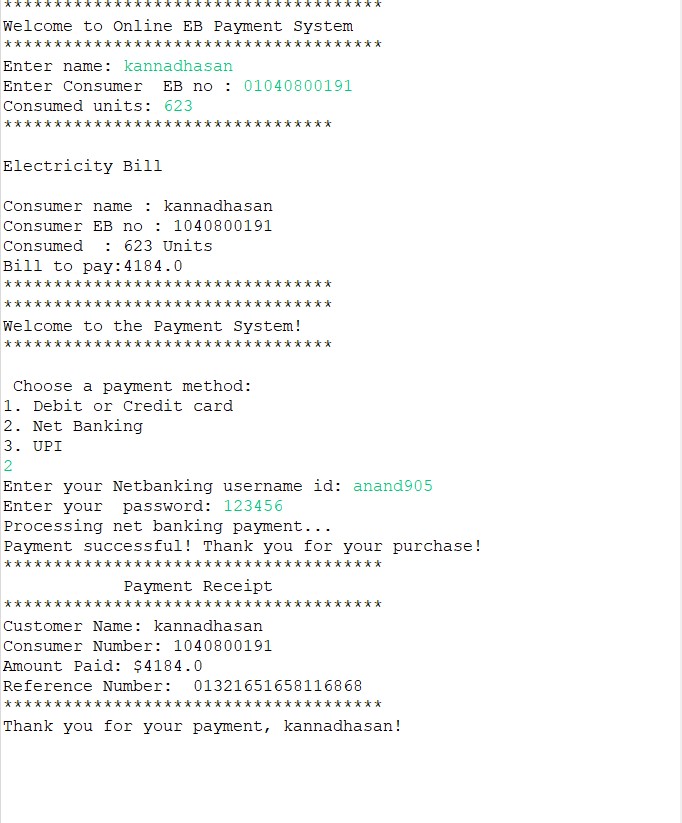 **************************************
Welcome to Online EB Payment System
**************************************
Enter name: kannadhasan
Enter Consumer  EB no : 01040800191
Consumed units: 623
*********************************

Electricity Bill

Consumer name : kannadhasan
Consumer EB no : 1040800191
Consumed  : 623 Units
Bill to pay:4184.0
*********************************
*********************************
Welcome to the Payment System!
*********************************

 Choose a payment method:
1. Debit or Credit card
2. Net Banking
3. UPI
2
Enter your Netbanking username id: anand905
Enter your  password: 123456
Processing net banking payment...
Payment successful! Thank you for your purchase!
**************************************
            Payment Receipt
**************************************
Customer Name: kannadhasan
Consumer Number: 1040800191
Amount Paid: $4184.0
Reference Number:  01321651658116868
**************************************
Thank you for your payment, kannadhasan!